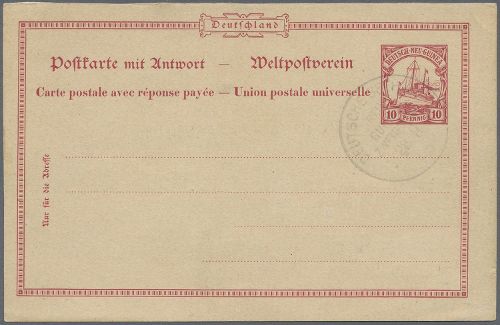 Deutschland
Postkarte mit Antwort — Weltpostverein
Carte postale avec réponse payée — Union postale universelle
DEUTSCH-NEU-GUINEA
10 PFENNIG 10
Nur für die Adresse